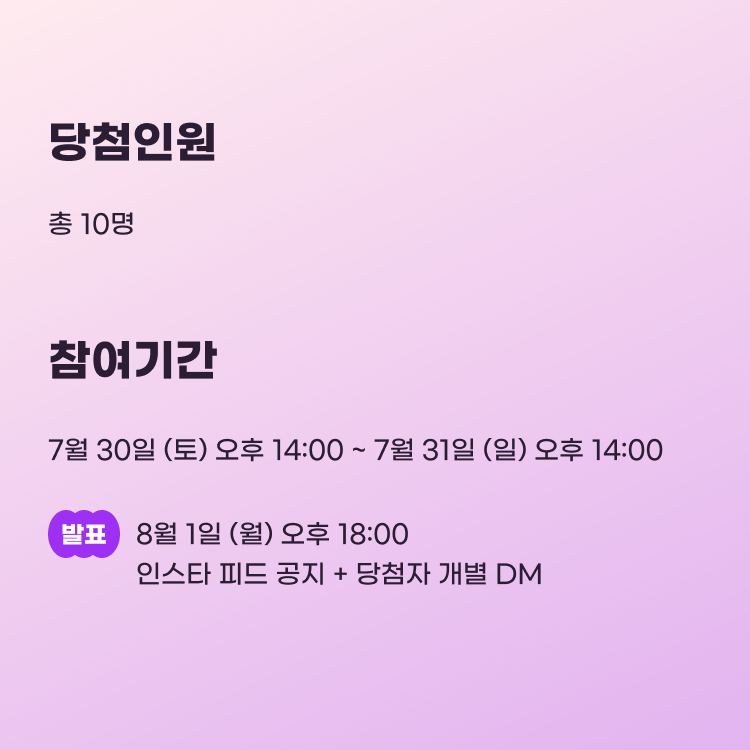 당첨인원
총 10명
참여기간
7월 30일 (토) 오후 14:00 ~ 7월 31일 (일) 오후 14:00
발표 8월 1일 (월) 오후 18:00
인스타 피드 공지 + 당첨자 개별 DM